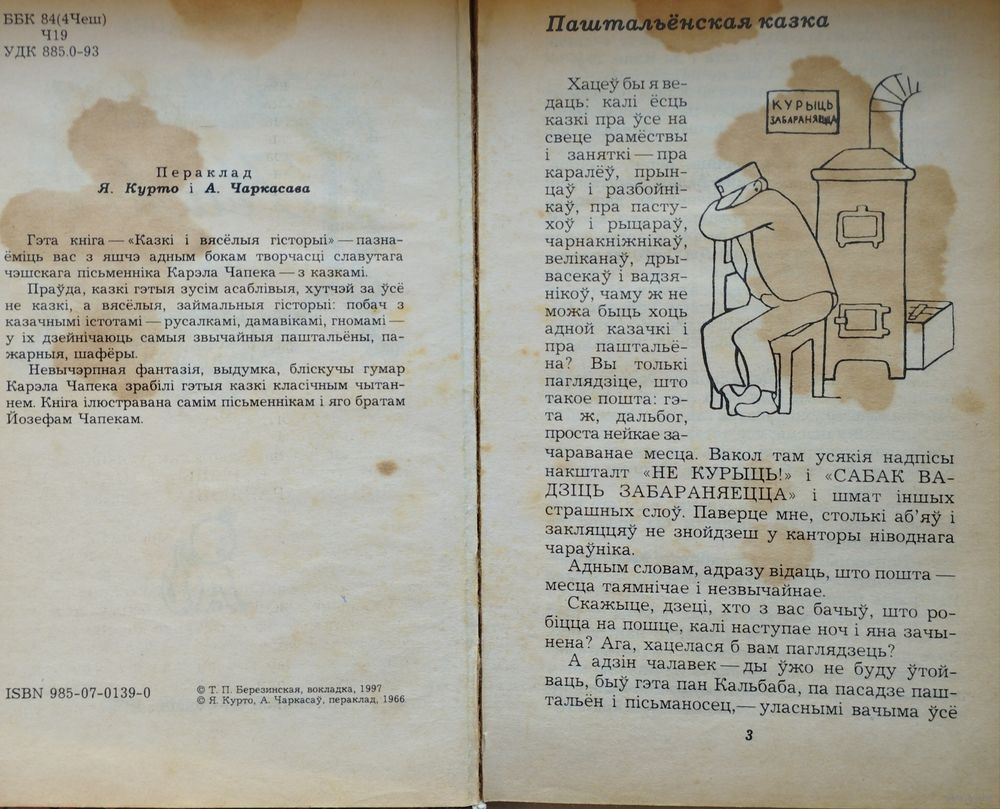 ББК 84(4Чеш)
Ч19
УДК 885.0-93
Пераклад
Я. Курто і А. Чаркасава
Гэта кніга — «Казкі і вясёлыя гісторыі» — пазна-
ёміць вас з яшчэ адным бокам творчасці славутага
чэшскага пісьменніка Карэла Чапека — з казкамі.
Праўда, казкі гэтыя зусім асаблівыя, хутчэй за ўсё
не казкі, а вясёлыя, займальныя гісторыі: побач з
казачнымі істотамі — русалкамі, дамавікамі, гномамі —
у іх дзейнічаюць самыя звычайныя паштальёны, па-
жарныя, шафёры.
Невычэрпная фантазія, выдумка, бліскучы гумар
Карэла Чапека зрабілі гэтыя казкі класічным чытан-
нем. Кніга ілюстравана самім пісьменнікам і яго братам
Йозефам Чапекам.
ISBN 985-07-0139-0
© Т. П. Березинская, вокладка, 1997
© Я. Курто, А. Чаркасаў, пераклад, 1966
Паштальёнская казка
КУРЫЦЬ
ЗАБАРАНЯЕЦЦА
Хацеў бы я ве-
даць: калі ёсць
казкі пра ўсе на
свеце рамёствы
і заняткі — пра
каралёў, прын-
цаў і разбойні-
каў, пра пасту-
хоў і рыцараў,
чарнакніжнікаў,
веліканаў, дры-
васекаў і вадзя-
нікоў, чаму ж не
можа быць хоць
адной казачкі і
пра паштальё-
на? Вы толькі
паглядзіце, што
такое пошта: гэ-
та ж, дальбог,
проста нейкае за-
чараванае месца. Вакол там усякія надпісы
накшталт «НЕ КУРЫЦЬ!» і «САБАК ВА-
ДЗІЦЬ ЗАБАРАНЯЕЦЦА» і шмат іншых
страшных слоў. Паверце мне, столькі аб’яў і
закляццяў не знойдзеш у канторы ніводнага
чараўніка.
Адным словам, адразу відаць, што пошта —
месца таямнічае і незвычайнае.
Скажыце, дзеці, хто з вас бачыў, што ро-
біцца на пошце, калі наступае ноч і яна зачы-
нена? Ага, хацелася б вам паглядзець?
А адзін чалавек — ды ўжо не буду ўтой-
ваць, быў гэта пан Кальбаба, па пасадзе паш-
тальён і пісьманосец,— уласнымі вачыма ўсё
3